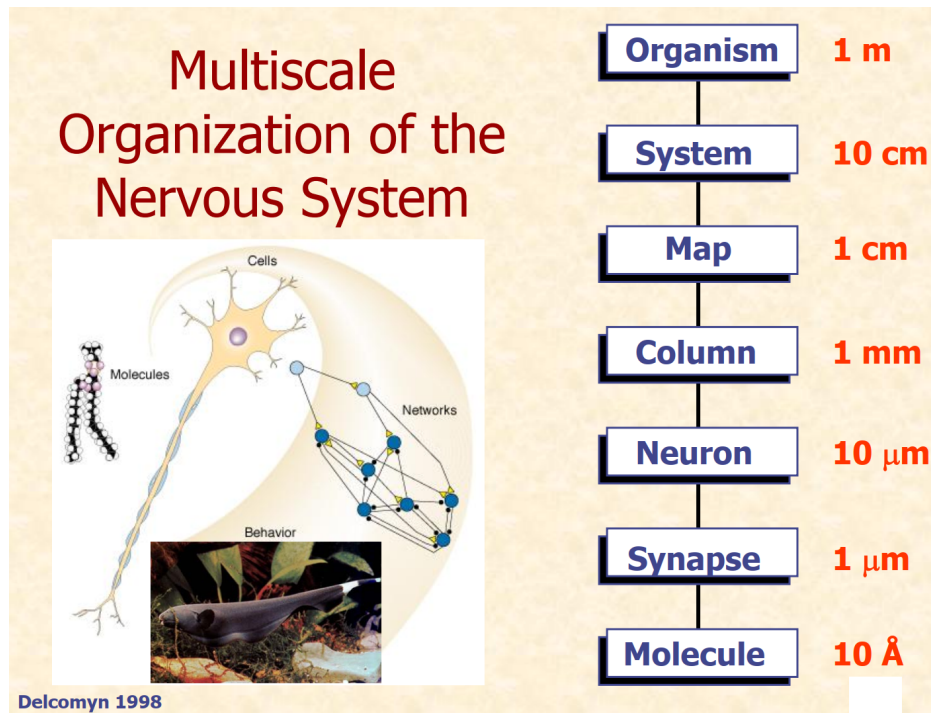 Multiscale
Organization of the
Nervous System
Cells
Molecules
Networks
Behavior
Delcomyn 1998
Organism 1 m
System 10 cm
Map 1 cm
Column 1 mm
Neuron 10 μm
Synapse 1 μm
Molecule 10 Å